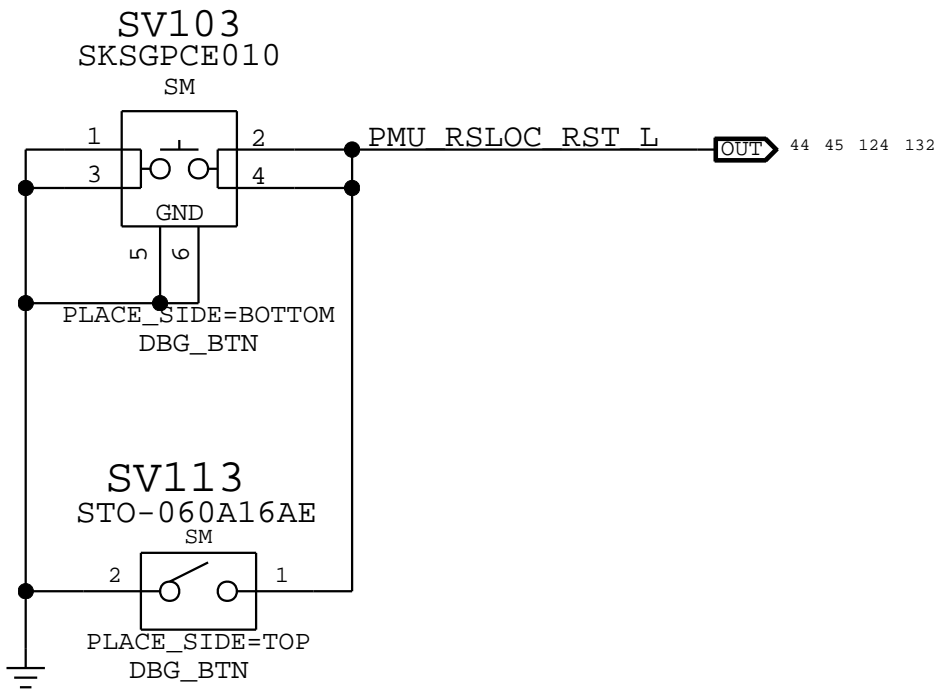 SV103
SKSGPCE010
SM
1
2
PMU_RSLOC_RST_L
OUT
44 45 124 132
3
4
GND
5
6
PLACE_SIDE=BOTTOM
DBG_BTN
SV113
STO-060A16AE
SM
2
1
PLACE_SIDE=TOP
DBG_BTN